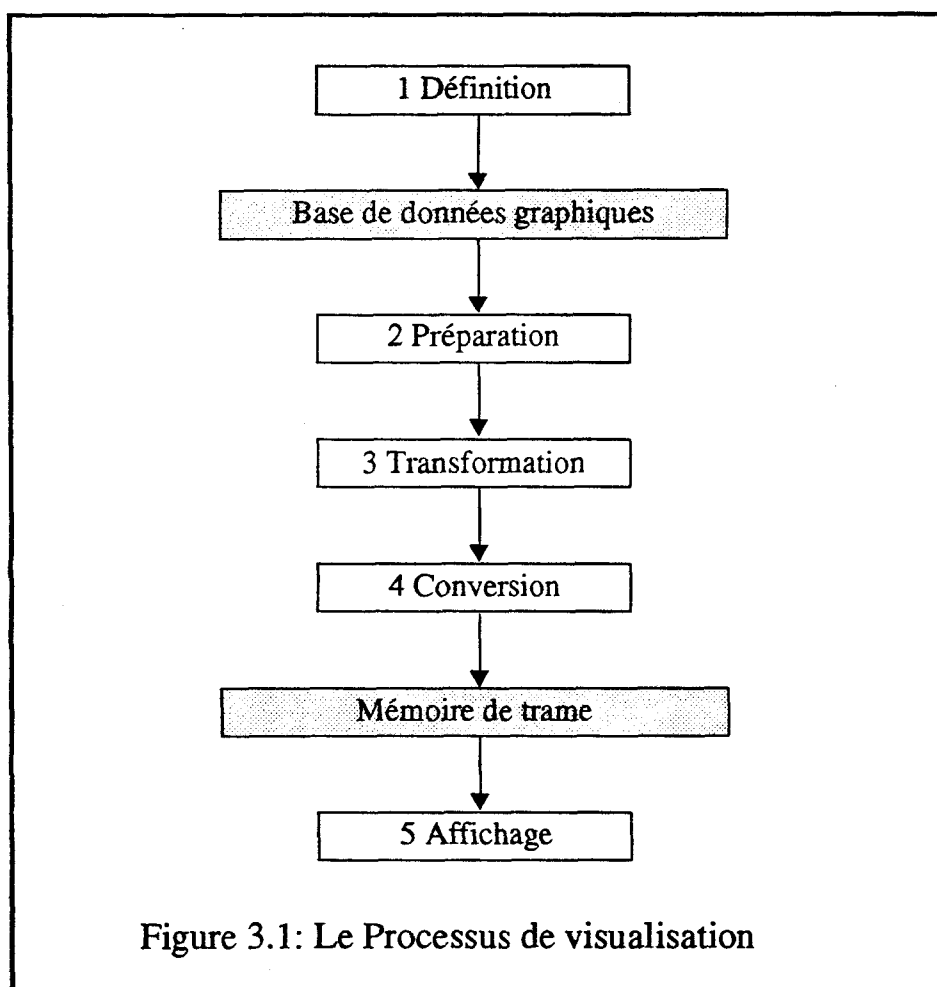 1 Définition
Base de données graphiques
2 Préparation
3 Transformation
4 Conversion
Mémoire de trame
5 Affichage
Figure 3.1: Le Processus de visualisation